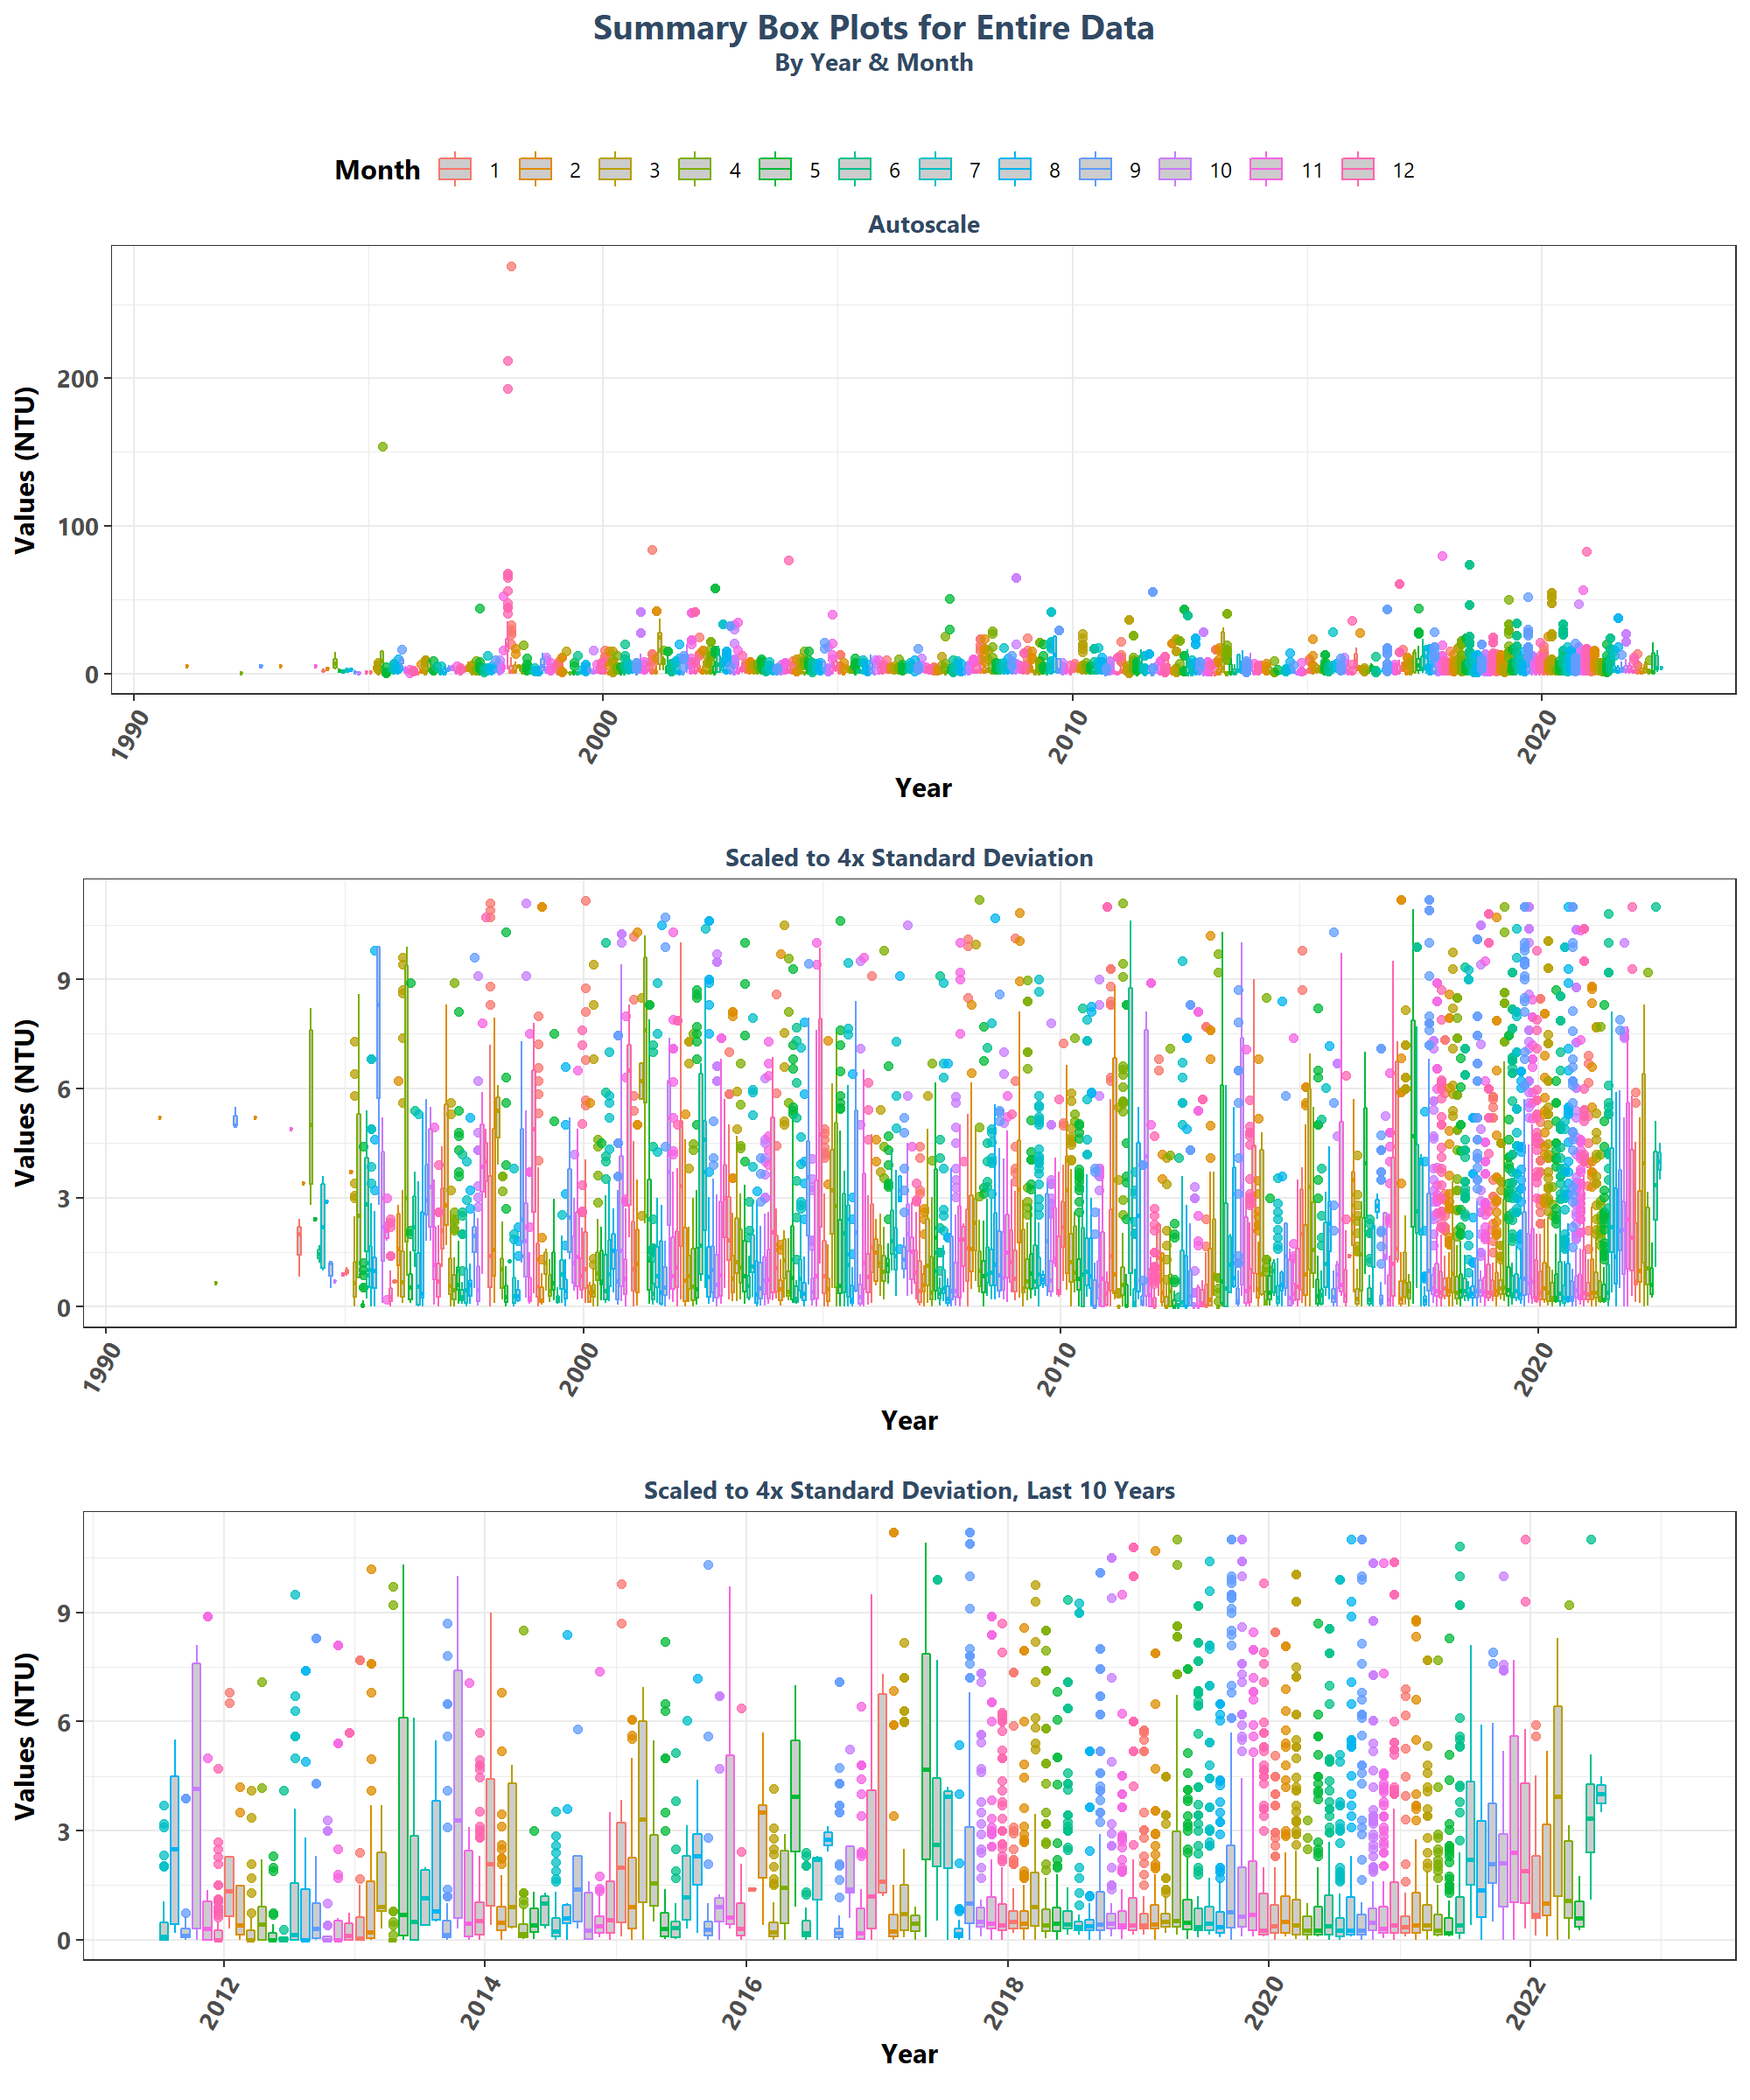 Summary Box Plots for Entire Data
By Year & Month
Month 1 2 3 4 5 6 7 8 9 10 11 12
Autoscale
Values (NTU)
200
100
0
1990 2000 2010 2020
Year
Scaled to 4x Standard Deviation
Values (NTU)
9
6
3
0
1990 2000 2010 2020
Year
Scaled to 4x Standard Deviation, Last 10 Years
Values (NTU)
9
6
3
0
2012 2014 2016 2018 2020 2022
Year